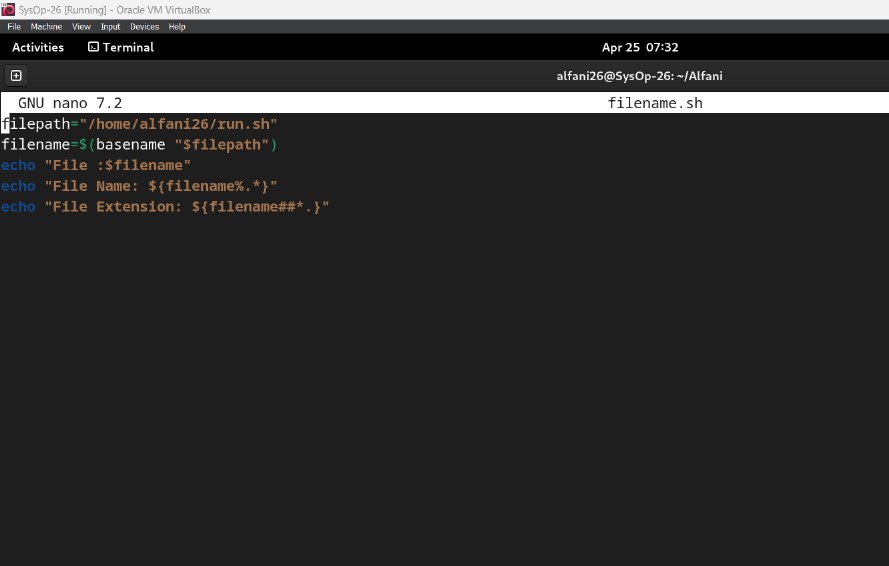 SysOp-26 [Running] - Oracle VM VirtualBox
File Machine View Input Devices Help
Activities Terminal Apr 25 07:32
alfani26@SysOp-26: ~/Alfani
GNU nano 7.2 filename.sh
filepath="/home/alfani26/run.sh"
filename=$(basename "$filepath")
echo "File :$filename"
echo "File Name: ${filename%.*}"
echo "File Extension: ${filename##*.}"